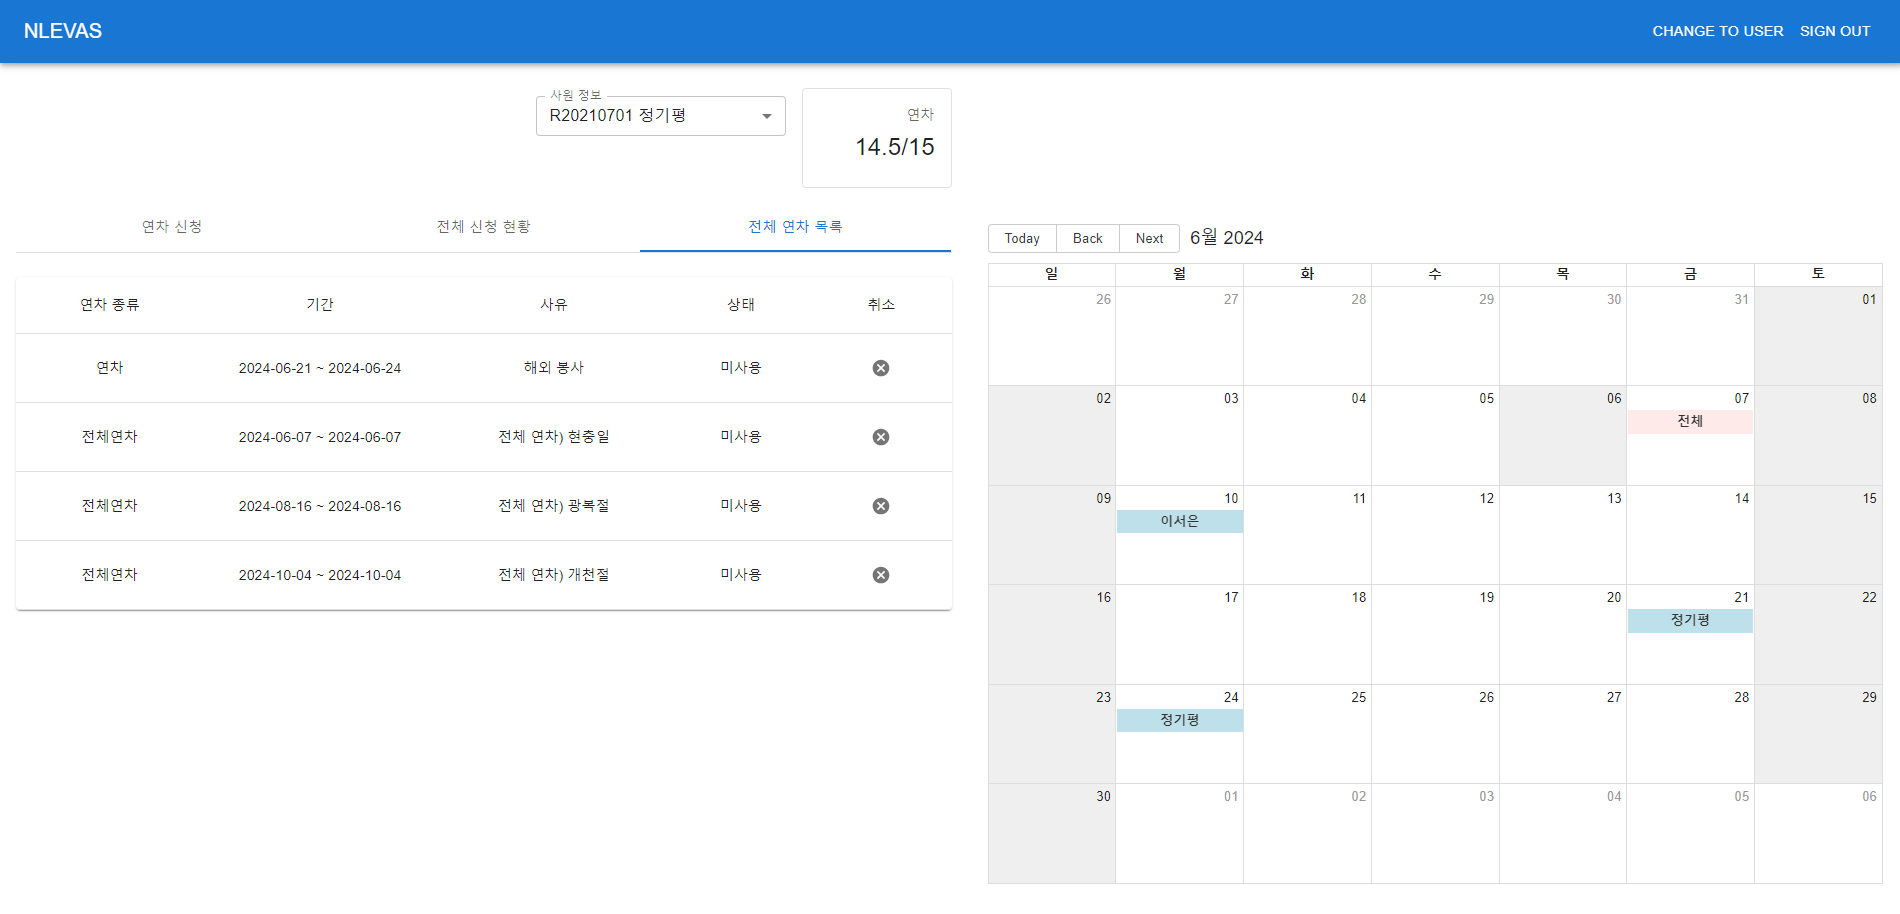 NLEVAS
CHANGE TO USER SIGN OUT
사원 정보
R20210701 정기평
연차
14.5/15
연차 신청 전체 신청 현황 전체 연차 목록
연차 종류 기간 사유 상태 취소
연차 2024-06-21 ~ 2024-06-24 해외 봉사 미사용
전체연차 2024-06-07 ~ 2024-06-07 전체 연차) 현충일 미사용
전체연차 2024-08-16 ~ 2024-08-16 전체 연차) 광복절 미사용
전체연차 2024-10-04 ~ 2024-10-04 전체 연차) 개천절 미사용
Today Back Next 6월 2024
일 월 화 수 목 금 토
26 27 28 29 30 31 01
02 03 04 05 06 07 08
전체
09 10 11 12 13 14 15
이서은
16 17 18 19 20 21 22
정기평
23 24 25 26 27 28 29
정기평
30 01 02 03 04 05 06